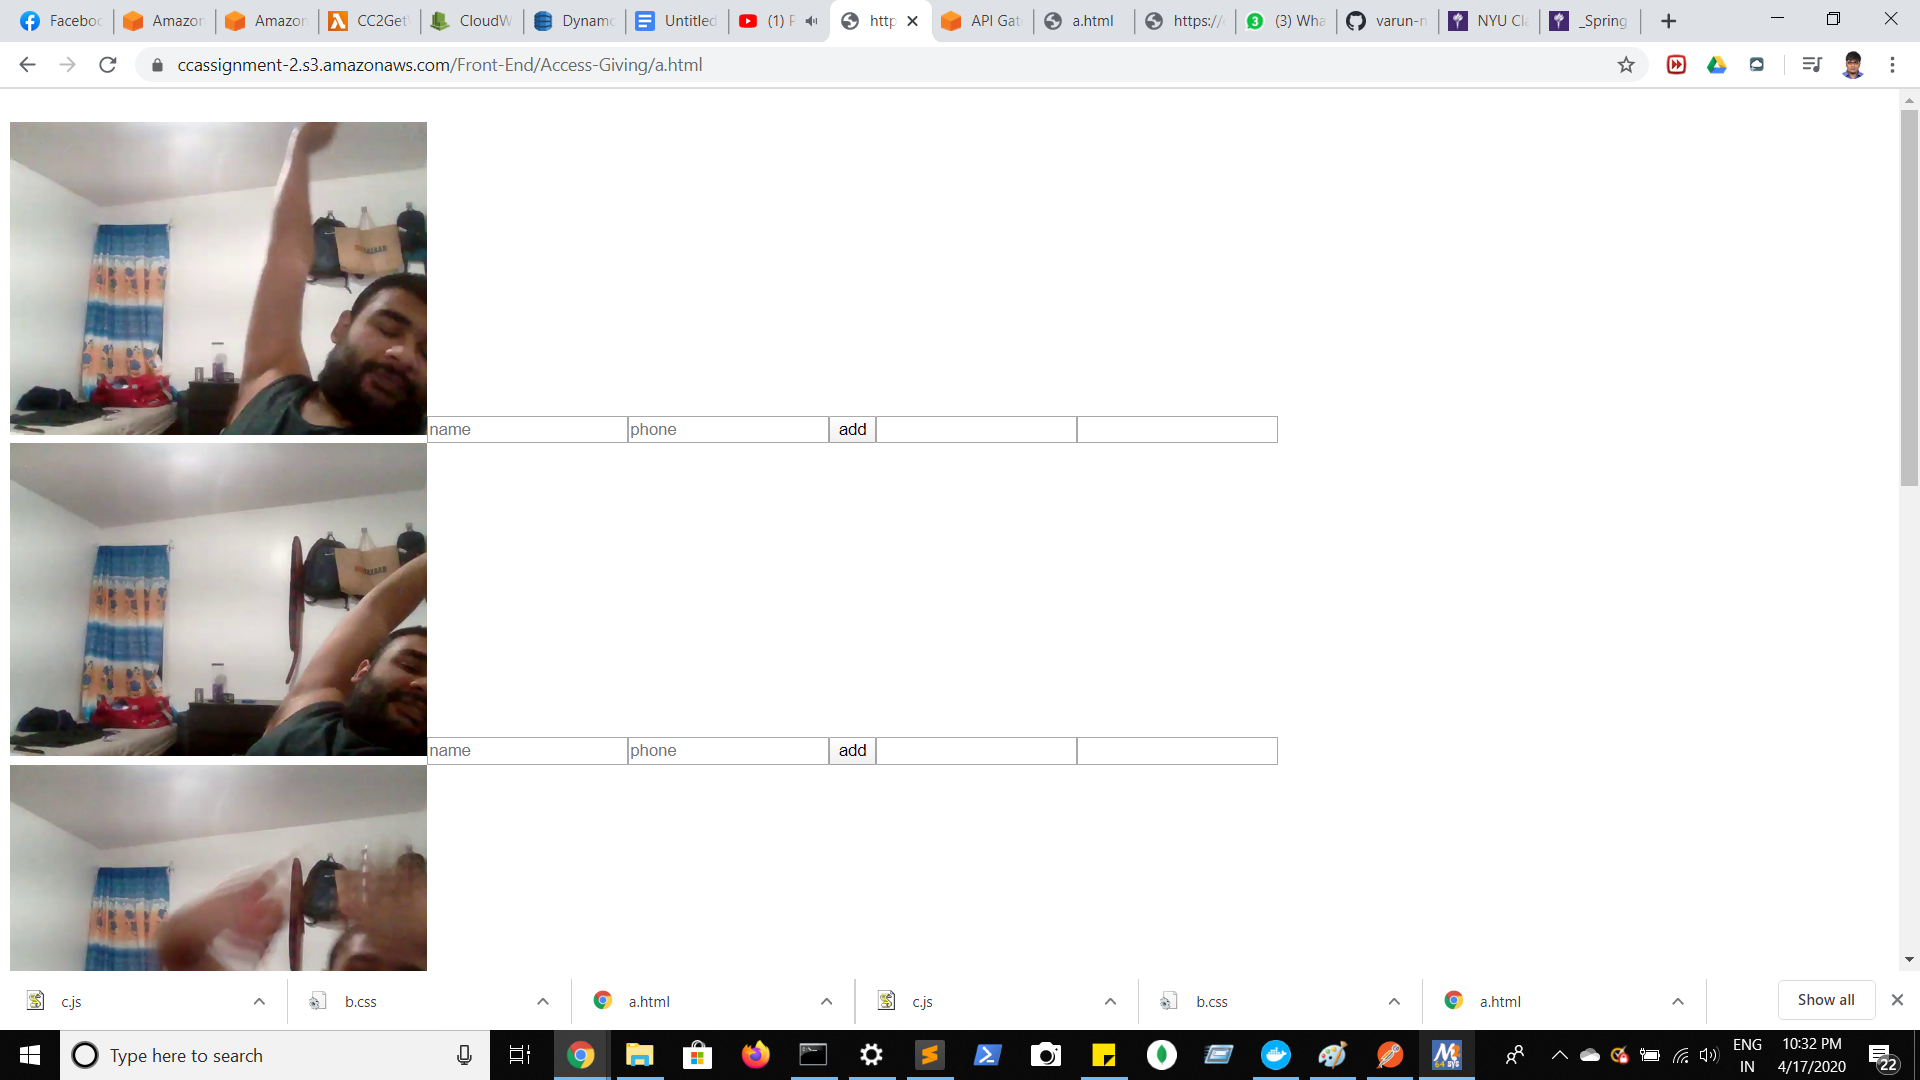 Faceboo Amazon Amazon CC2Get CloudW Dynamo Untitled (1) F http API Gat a.html https:// (3) Wha varun-n NYU Cl _Spring
ccassignment-2.s3.amazonaws.com/Front-End/Access-Giving/a.html
name phone add
name phone add
c.js b.css a.html c.js b.css a.html Show all
Type here to search
ENG
IN
10:32 PM
4/17/2020
22